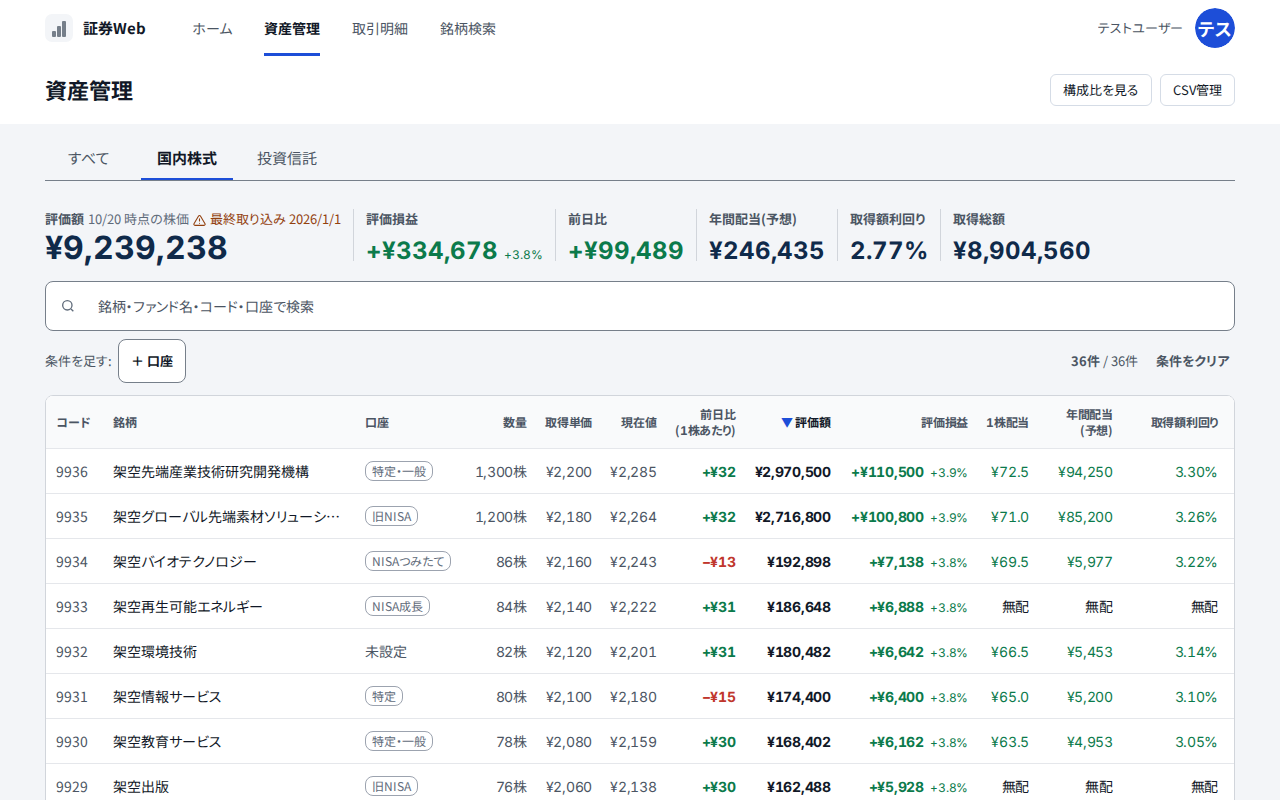 証券Web ホーム 資産管理 取引明細 銘柄検索 テストユーザー テス
資産管理 構成比を見る CSV管理
すべて 国内株式 投資信託
評価額 10/20 時点の株価 最終取り込み 2026/1/1 評価損益 前日比 年間配当(予想) 取得額利回り 取得総額
¥9,239,238 +¥334,678 +3.8% +¥99,489 ¥246,435 2.77% ¥8,904,560
銘柄・ファンド名・コード・口座で検索
条件を足す: + 口座 36件 / 36件 条件をクリア
コード 銘柄 口座 数量 取得単価 現在値 前日比 (1株あたり) ▼評価額 評価損益 1株配当 年間配当 (予想) 取得額利回り
9936 架空先端産業技術研究開発機構 特定・一般 1,300株 ¥2,200 ¥2,285 +¥32 ¥2,970,500 +¥110,500 +3.9% ¥72.5 ¥94,250 3.30%
9935 架空グローバル先端素材ソリューシ… 旧NISA 1,200株 ¥2,180 ¥2,264 +¥32 ¥2,716,800 +¥100,800 +3.9% ¥71.0 ¥85,200 3.26%
9934 架空バイオテクノロジー NISAつみたて 86株 ¥2,160 ¥2,243 −¥13 ¥192,898 +¥7,138 +3.8% ¥69.5 ¥5,977 3.22%
9933 架空再生可能エネルギー NISA成長 84株 ¥2,140 ¥2,222 +¥31 ¥186,648 +¥6,888 +3.8% 無配 無配 無配
9932 架空環境技術 未設定 82株 ¥2,120 ¥2,201 +¥31 ¥180,482 +¥6,642 +3.8% ¥66.5 ¥5,453 3.14%
9931 架空情報サービス 特定 80株 ¥2,100 ¥2,180 −¥15 ¥174,400 +¥6,400 +3.8% ¥65.0 ¥5,200 3.10%
9930 架空教育サービス 特定・一般 78株 ¥2,080 ¥2,159 +¥30 ¥168,402 +¥6,162 +3.8% ¥63.5 ¥4,953 3.05%
9929 架空出版 旧NISA 76株 ¥2,060 ¥2,138 +¥30 ¥162,488 +¥5,928 +3.8% 無配 無配 無配